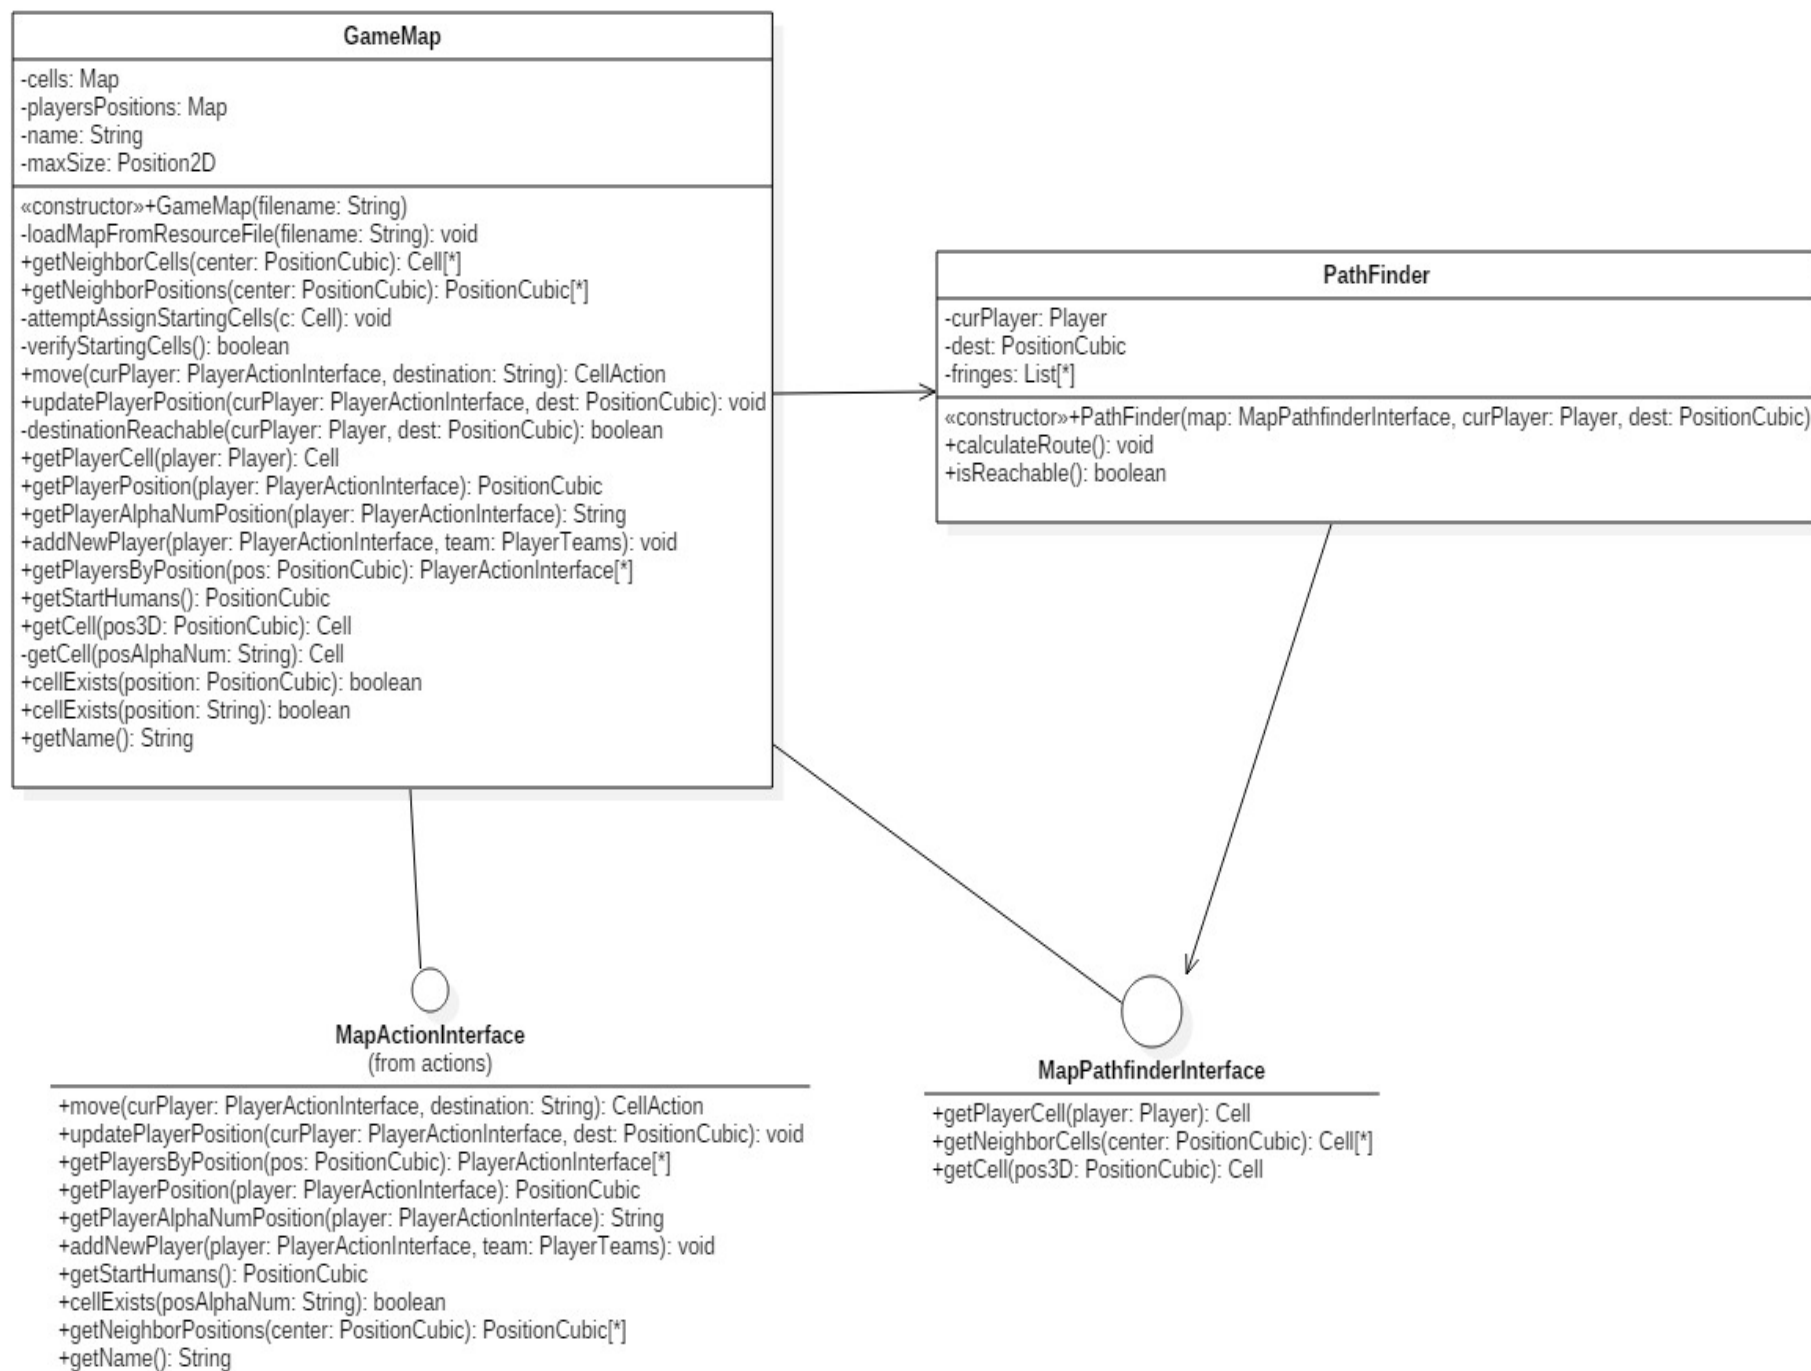 GameMap
-cells: Map
-playersPositions: Map
-name: String
-maxSize: Position2D
«constructor»+GameMap(filename: String)
-loadMapFromResourceFile(filename: String): void
+getNeighborCells(center: PositionCubic): Cell[*]
+getNeighborPositions(center: PositionCubic): PositionCubic[*]
-attemptAssignStartingCells(c: Cell): void
-verifyStartingCells(): boolean
+move(curPlayer: PlayerActionInterface, destination: String): CellAction
+updatePlayerPosition(curPlayer: PlayerActionInterface, dest: PositionCubic): void
-destinationReachable(curPlayer: Player, dest: PositionCubic): boolean
+getPlayerCell(player: Player): Cell
+getPlayerPosition(player: PlayerActionInterface): PositionCubic
+getPlayerAlphaNumPosition(player: PlayerActionInterface): String
+addNewPlayer(player: PlayerActionInterface, team: PlayerTeams): void
+getPlayersByPosition(pos: PositionCubic): PlayerActionInterface[*]
+getStartHumans(): PositionCubic
+getCell(pos3D: PositionCubic): Cell
-getCell(posAlphaNum: String): Cell
+cellExists(position: PositionCubic): boolean
+cellExists(position: String): boolean
+getName(): String
PathFinder
-curPlayer: Player
-dest: PositionCubic
-fringes: List[*]
«constructor»+PathFinder(map: MapPathfinderInterface, curPlayer: Player, dest: PositionCubic)
+calculateRoute(): void
+isReachable(): boolean
MapActionInterface
(from actions)
+move(curPlayer: PlayerActionInterface, destination: String): CellAction
+updatePlayerPosition(curPlayer: PlayerActionInterface, dest: PositionCubic): void
+getPlayersByPosition(pos: PositionCubic): PlayerActionInterface[*]
+getPlayerPosition(player: PlayerActionInterface): PositionCubic
+getPlayerAlphaNumPosition(player: PlayerActionInterface): String
+addNewPlayer(player: PlayerActionInterface, team: PlayerTeams): void
+getStartHumans(): PositionCubic
+cellExists(posAlphaNum: String): boolean
+getNeighborPositions(center: PositionCubic): PositionCubic[*]
+getName(): String
MapPathfinderInterface
+getPlayerCell(player: Player): Cell
+getNeighborCells(center: PositionCubic): Cell[*]
+getCell(pos3D: PositionCubic): Cell